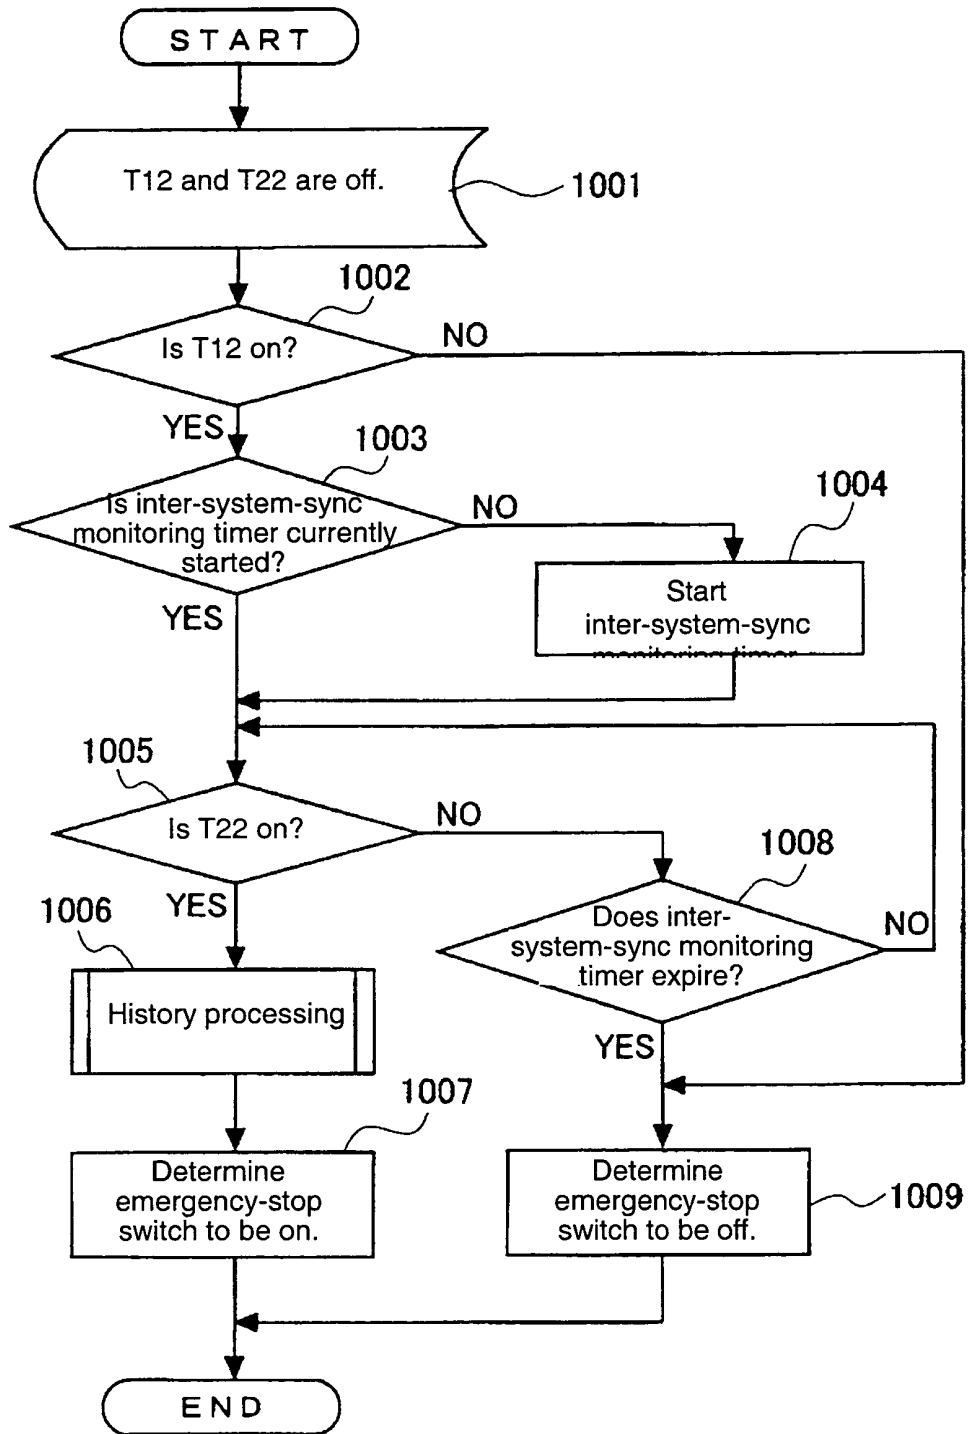 START
T12 and T22 are off.
1001
1002
Is T12 on?
NO
YES
1003
Is inter-system-sync
monitoring timer currently
started?
NO
YES
1004
Start
inter-system-sync
monitoring timer
1005
Is T22 on?
NO
YES
1006
History processing
1007
Determine
emergency-stop
switch to be on.
1008
Does inter-
system-sync monitoring
timer expire?
NO
YES
Determine
emergency-stop
switch to be off.
1009
END